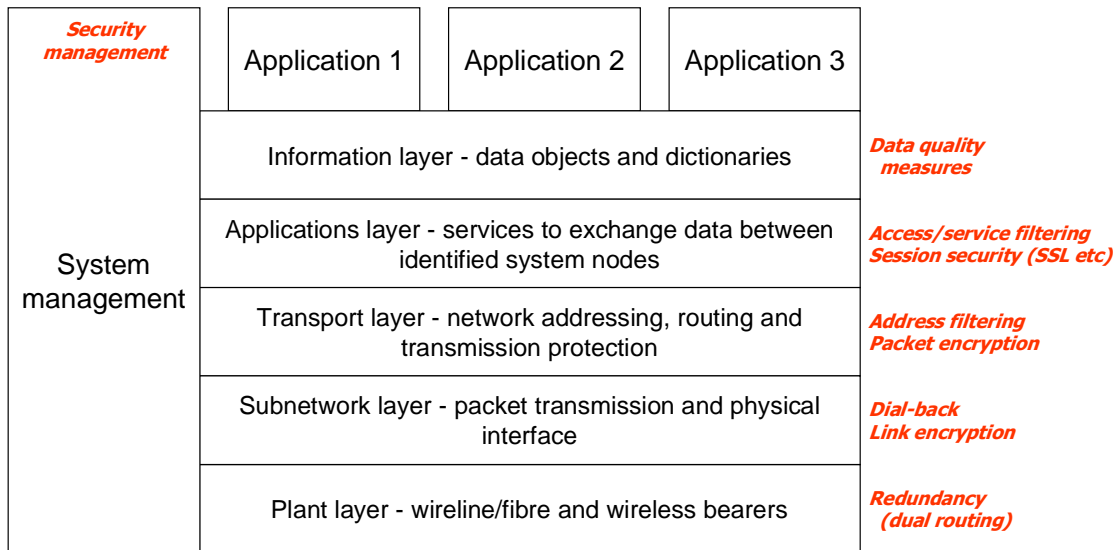 Security
management
Application 1
Application 2
Application 3
Information layer - data objects and dictionaries
Data quality
measures
System
management
Applications layer - services to exchange data between
identified system nodes
Access/service filtering
Session security (SSL etc)
Transport layer - network addressing, routing and
transmission protection
Address filtering
Packet encryption
Subnetwork layer - packet transmission and physical
interface
Dial-back
Link encryption
Plant layer - wireline/fibre and wireless bearers
Redundancy
(dual routing)